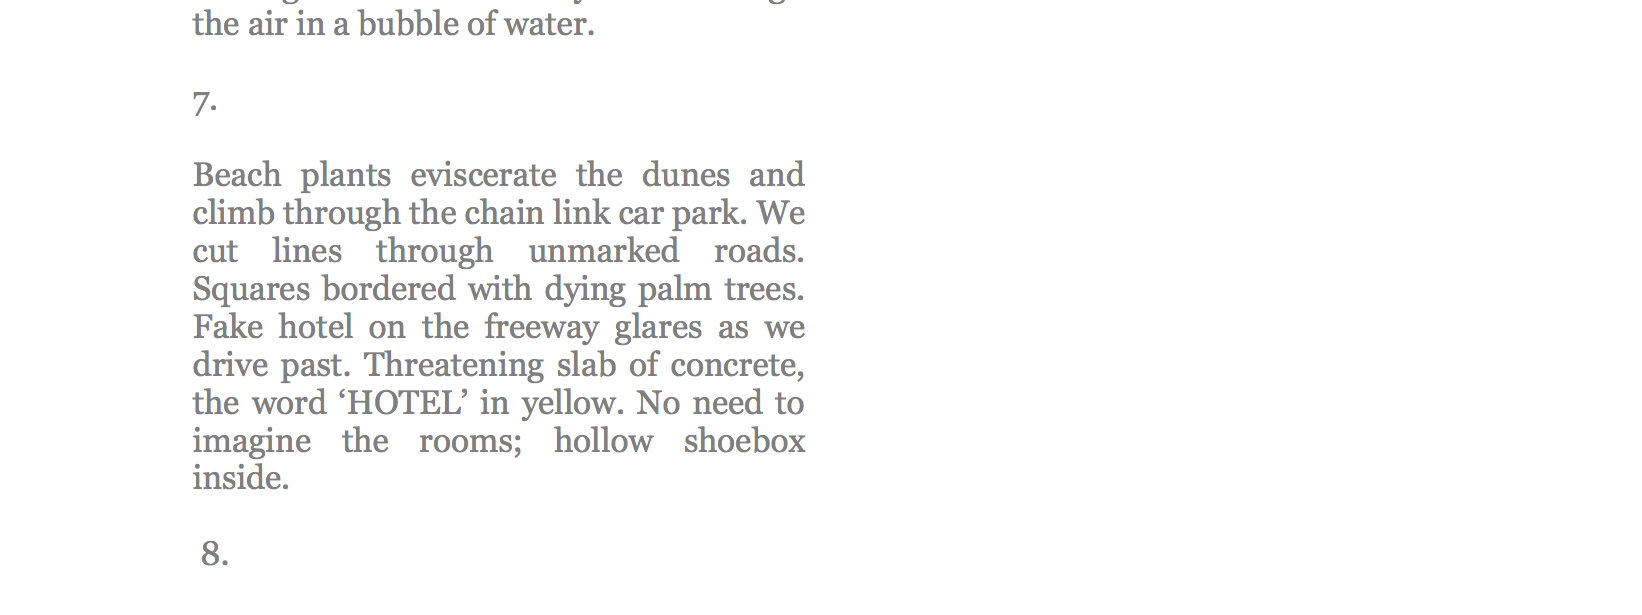 the air in a bubble of water.
7.
Beach plants eviscerate the dunes and
climb through the chain link car park. We
cut lines through unmarked roads.
Squares bordered with dying palm trees.
Fake hotel on the freeway glares as we
drive past. Threatening slab of concrete,
the word ‘HOTEL’ in yellow. No need to
imagine the rooms; hollow shoebox
inside.
8.